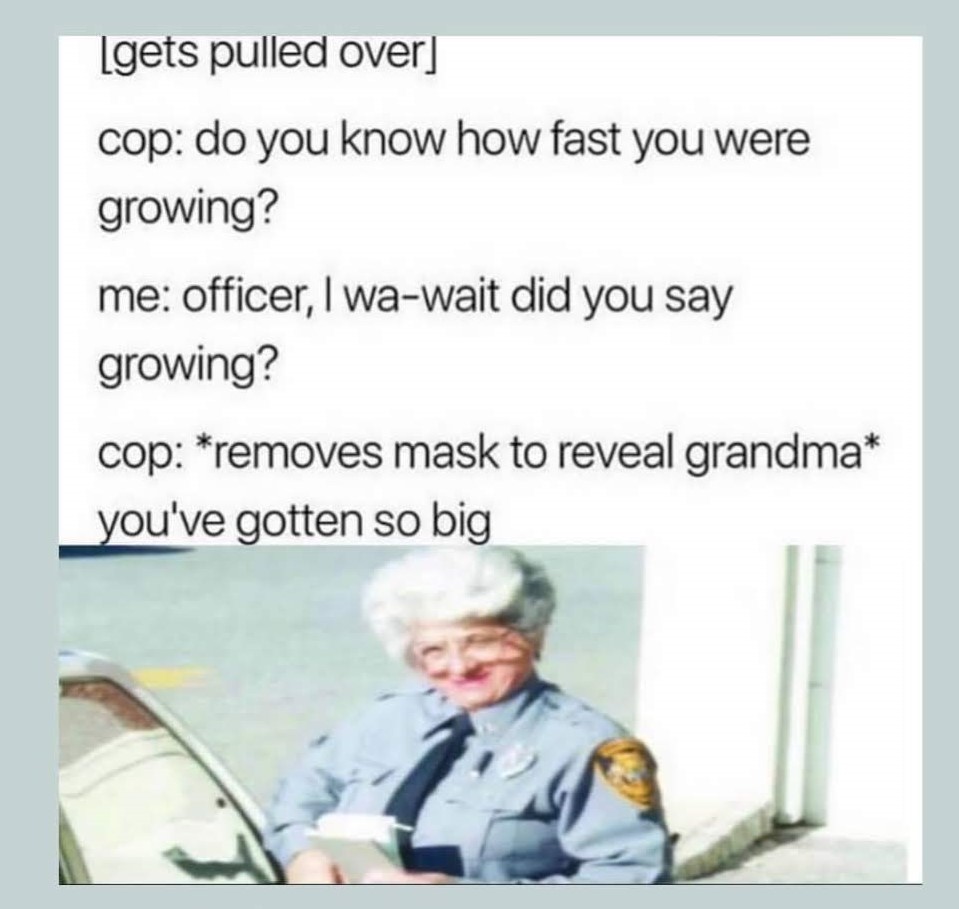 [gets pulled over]
cop: do you know how fast you were
growing?
me: officer, I wa-wait did you say
growing?
cop: *removes mask to reveal grandma*
you've gotten so big